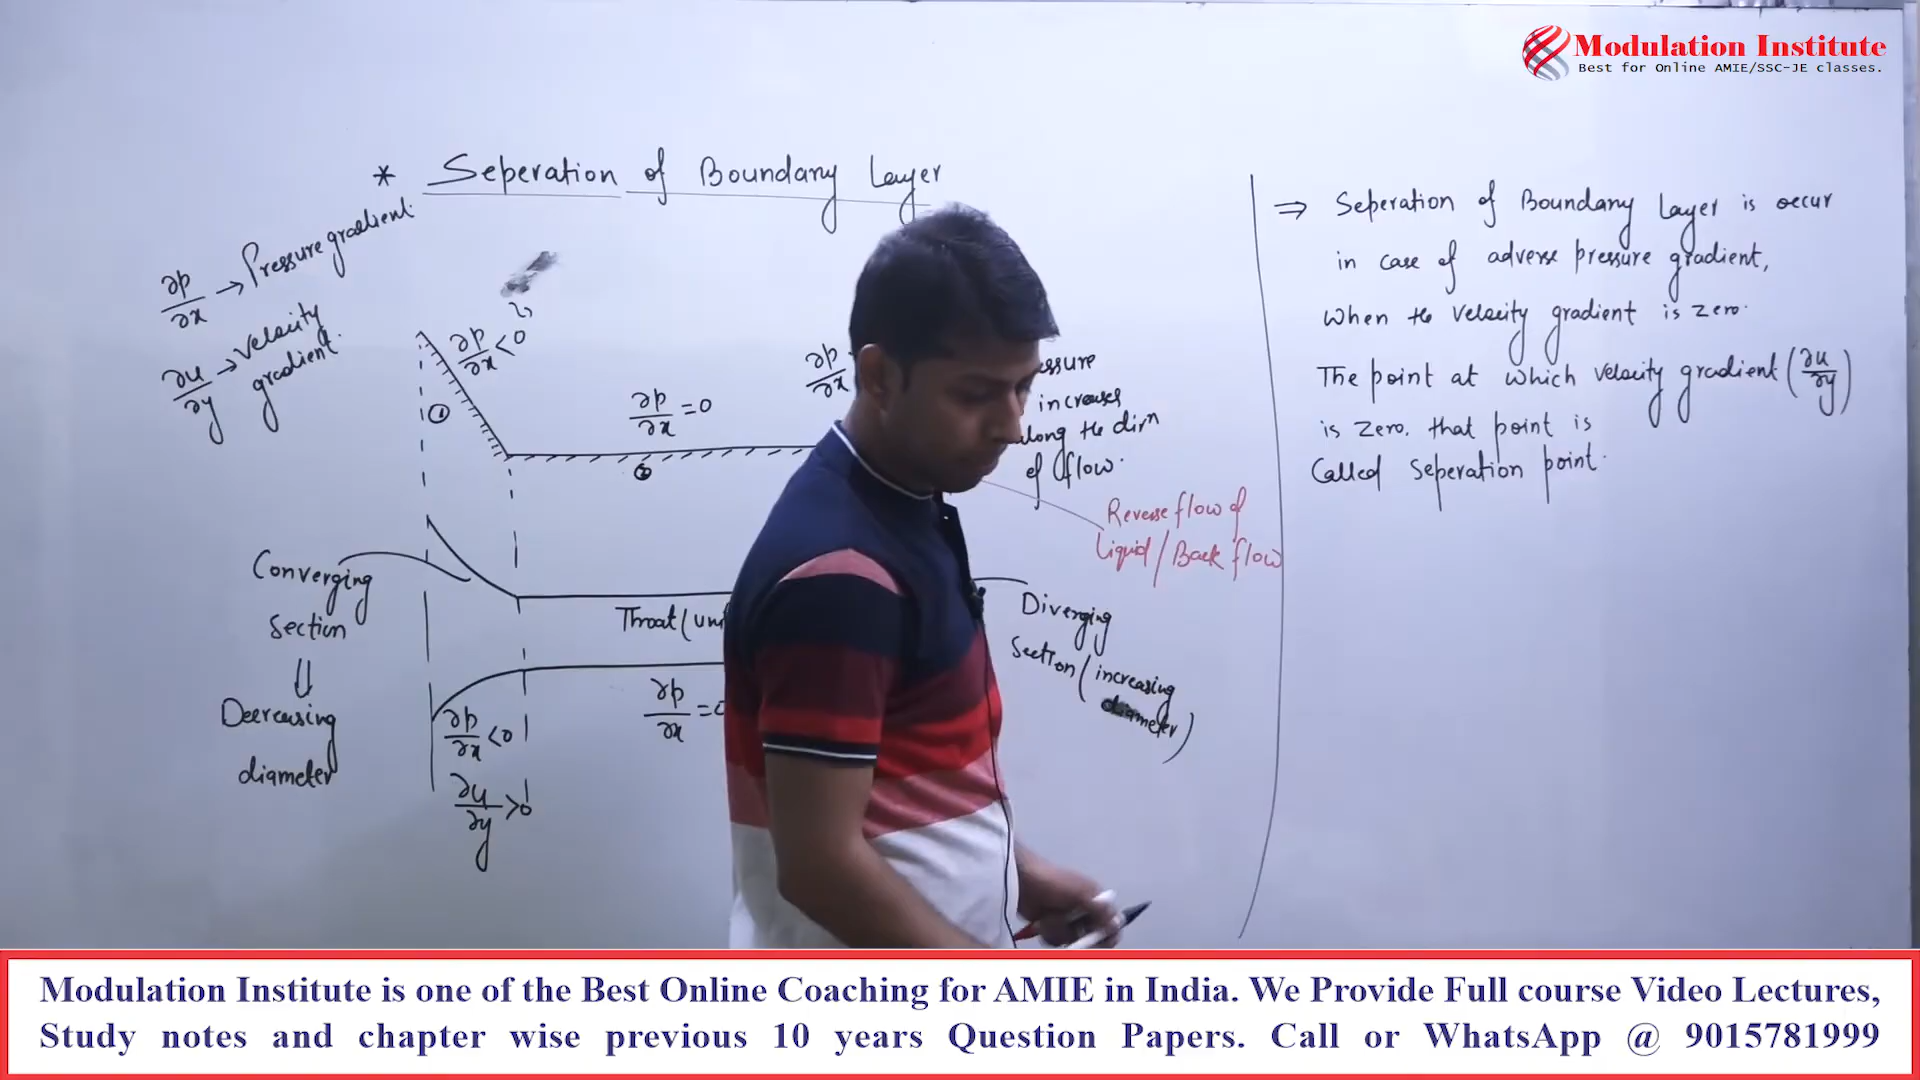 Modulation Institute
Best for Online AMIE/SSC-JE classes.
* Seperation of Boundary Layer
∂p/∂x → Pressure gradient.
∂u/∂y → velocity
gradient.
∂p/∂x < 0
①
∂p/∂x = 0
②
∂p/∂x
increases
along the dirn
of flow.
Reverse flow of
Liquid / Back flow
Converging
section
⇓
Decreasing
diameter
Throat (
∂p/∂x < 0
∂u/∂y > 0
∂p/∂x =
Diverging
Section (increasing
diameter)
⇒ Seperation of Boundary Layer is occur
in case of adverse pressure gradient,
when the velocity gradient is zero.
The point at which velocity gradient (∂u/∂y)
is zero. that point is
Called seperation point.
Modulation Institute is one of the Best Online Coaching for AMIE in India. We Provide Full course Video Lectures,
Study notes and chapter wise previous 10 years Question Papers. Call or WhatsApp @ 9015781999